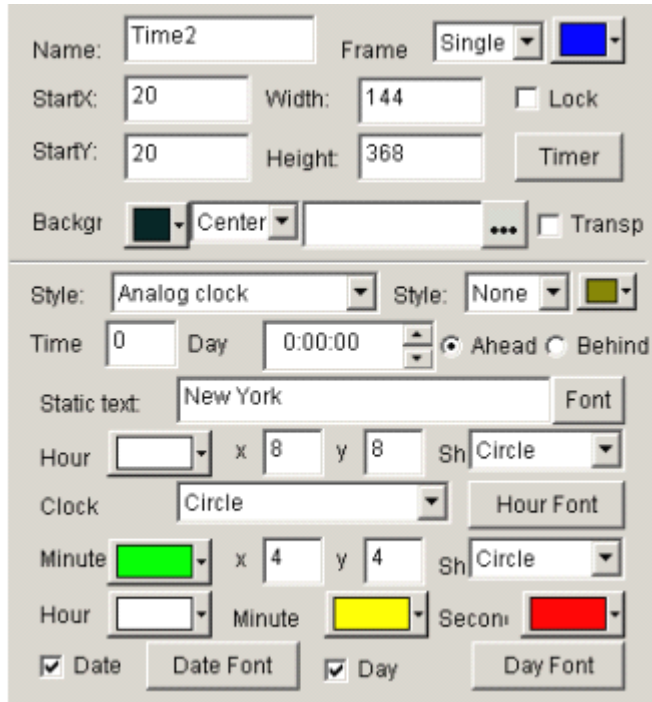 Name: Time2 Frame Single
StartX: 20 Width: 144 Lock
StartY: 20 Height: 368 Timer
Backgr Center ... Transp
Style: Analog clock Style: None
Time 0 Day 0:00:00 Ahead Behind
Static text: New York Font
Hour x 8 y 8 Sh Circle
Clock Circle Hour Font
Minute x 4 y 4 Sh Circle
Hour Minute Secon
Date Date Font Day Day Font